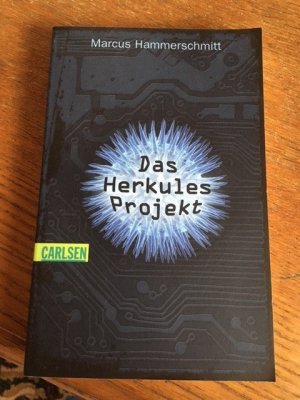 Marcus Hammerschmitt
Das
Herkules
Projekt
CARLSEN